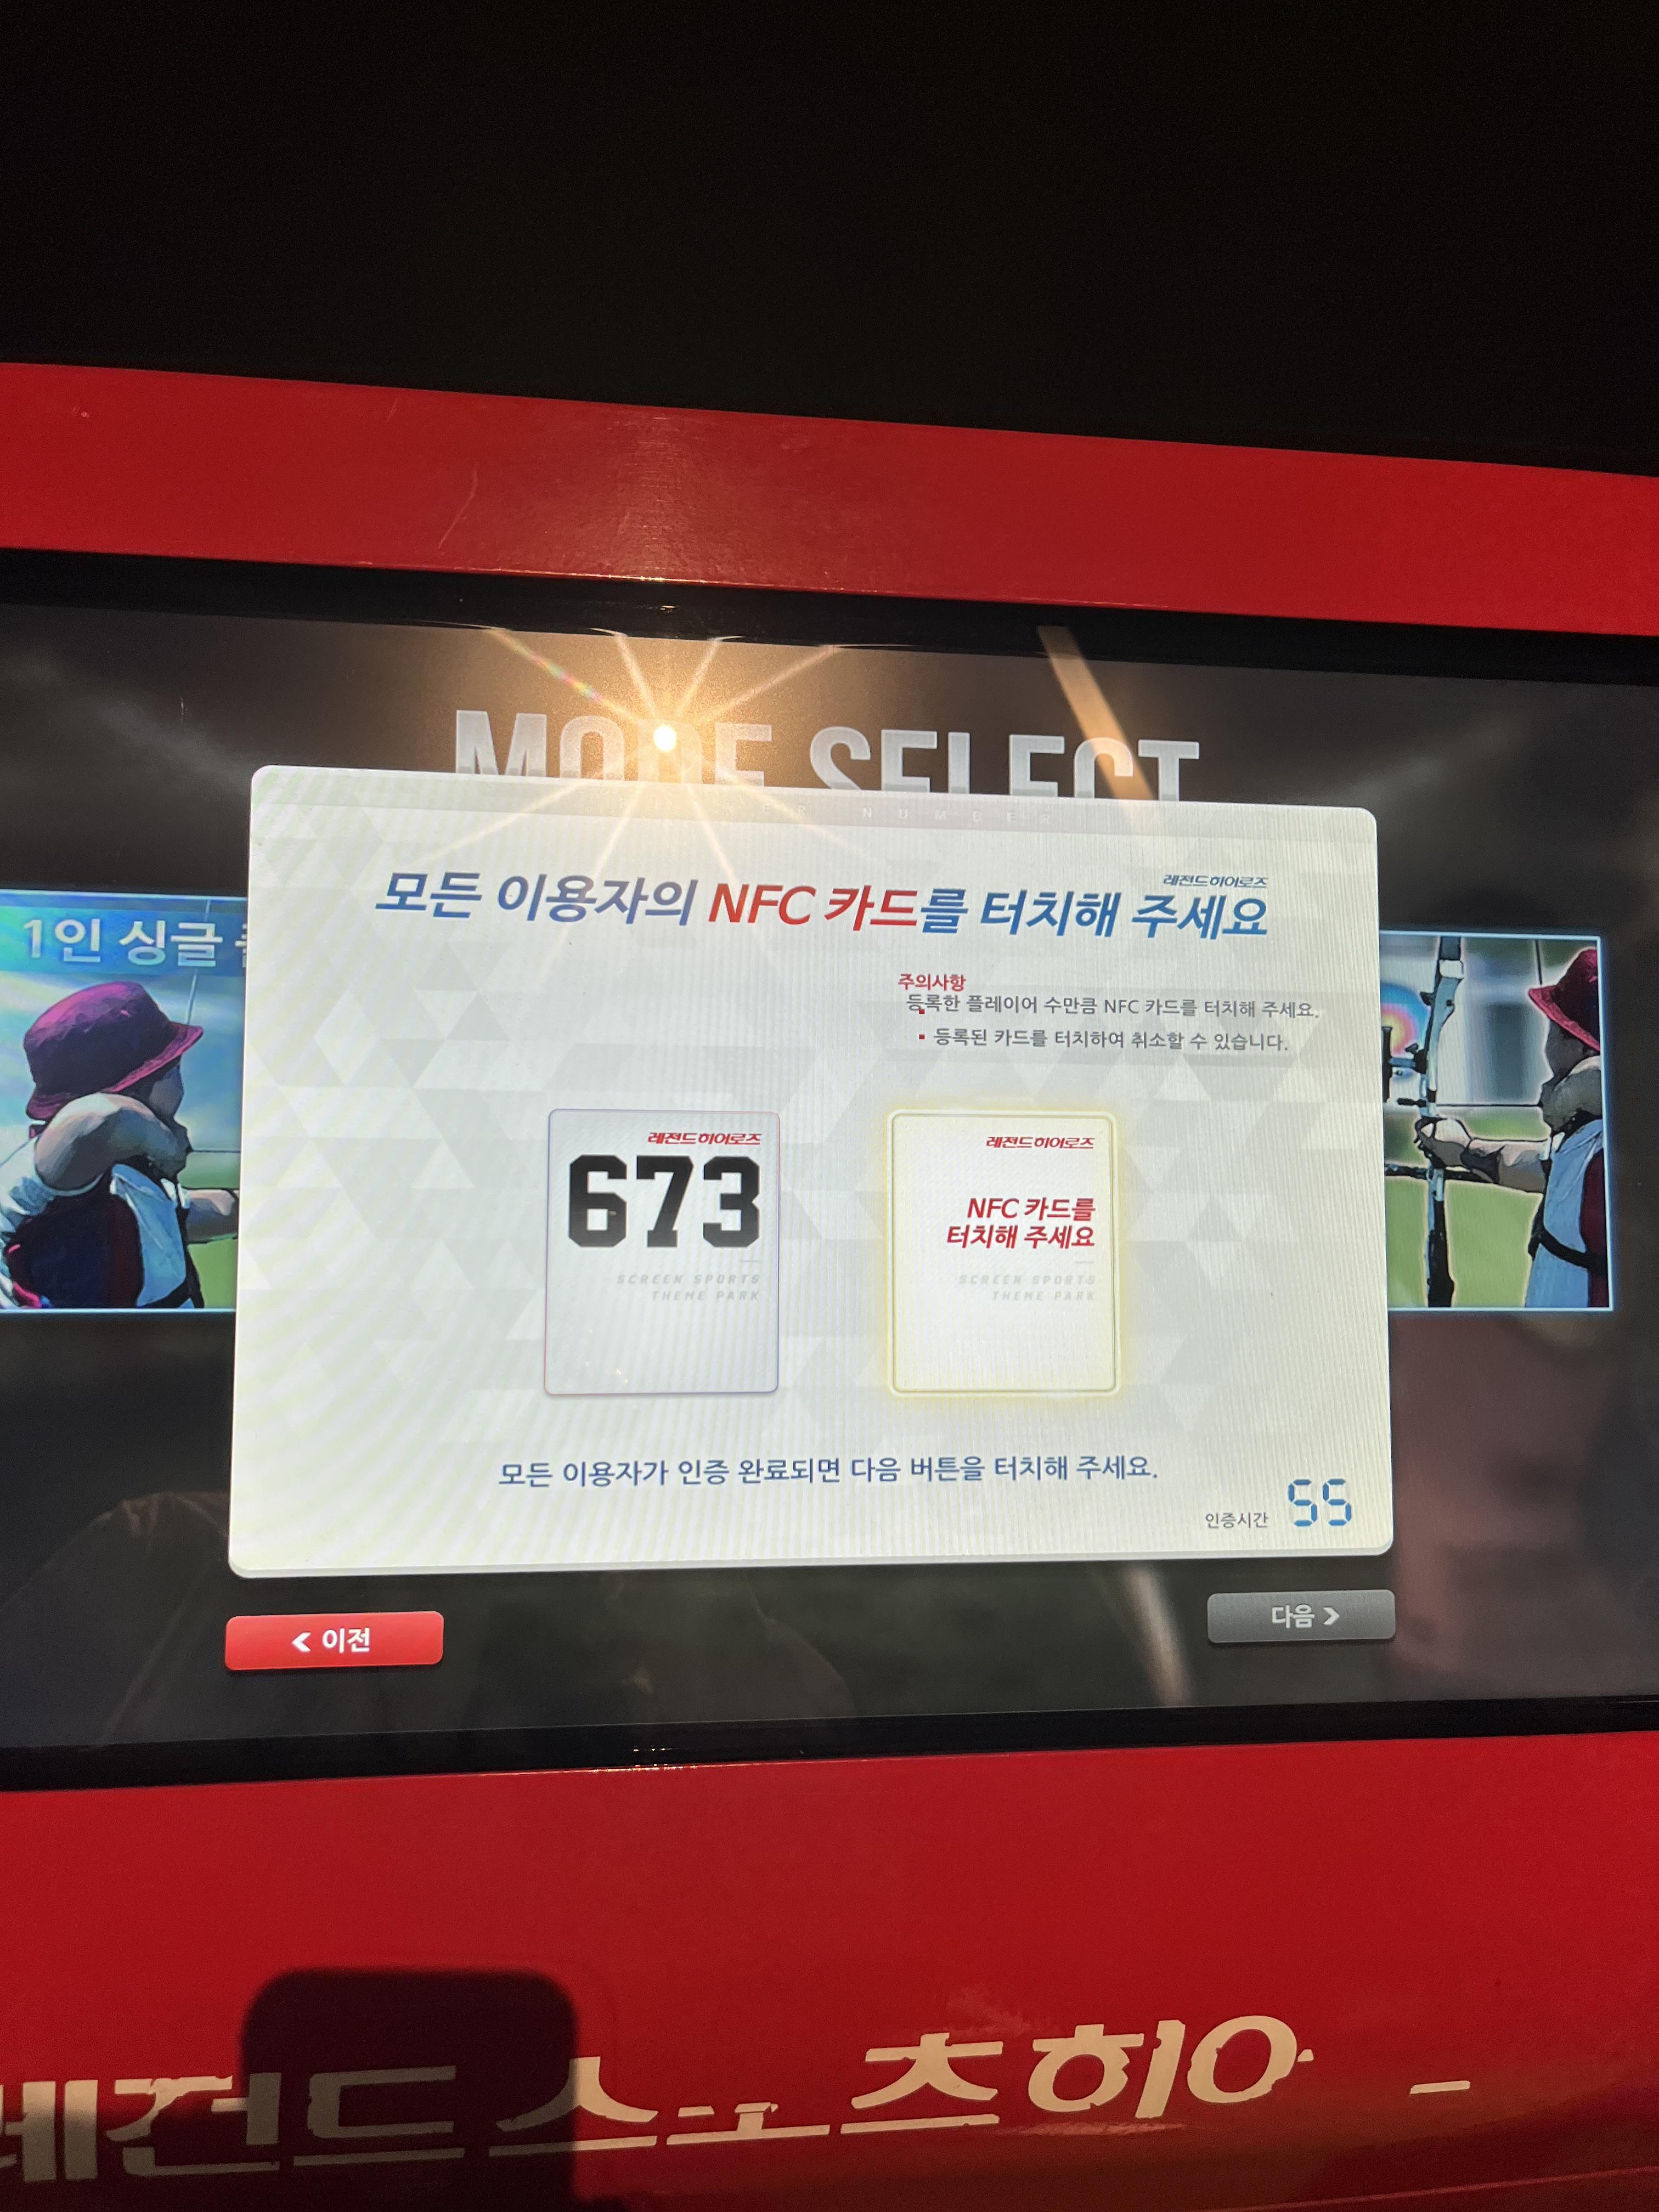 MODE SELECT
NUMBER
레전드히어로즈
모든 이용자의 NFC 카드를 터치해 주세요
1인 싱글
주의사항
등록한 플레이어 수만큼 NFC 카드를 터치해 주세요.
등록된 카드를 터치하여 취소할 수 있습니다.
레전드히어로즈
673
SCREEN SPORTS
THEME PARK
레전드히어로즈
NFC 카드를
터치해 주세요
SCREEN SPORTS
THEME PARK
모든 이용자가 인증 완료되면 다음 버튼을 터치해 주세요.
인증시간 55
< 이전
다음 >
레전드 스포츠 히어